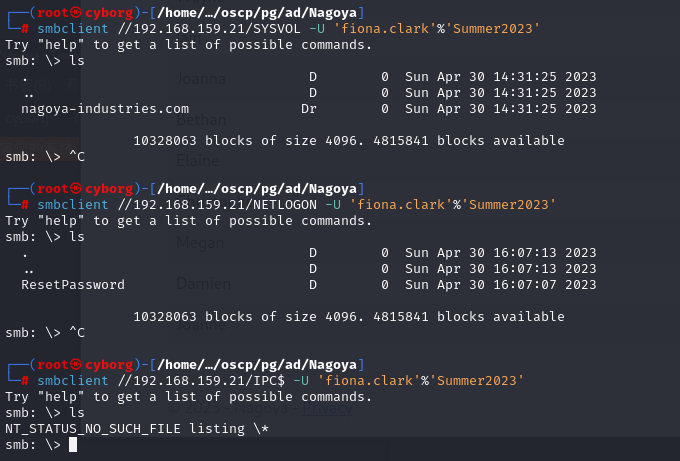 ┌──(root㉿cyborg)-[/home/…/oscp/pg/ad/Nagoya]
└─# smbclient //192.168.159.21/SYSVOL -U 'fiona.clark'%'Summer2023'
Try "help" to get a list of possible commands.
smb: \> ls
  .                                   D        0  Sun Apr 30 14:31:25 2023
  ..                                  D        0  Sun Apr 30 14:31:25 2023
  nagoya-industries.com              Dr        0  Sun Apr 30 14:31:25 2023
Joanna
Bethan
                10328063 blocks of size 4096. 4815841 blocks available
smb: \> ^C
Elaine
┌──(root㉿cyborg)-[/home/…/oscp/pg/ad/Nagoya]
└─# smbclient //192.168.159.21/NETLOGON -U 'fiona.clark'%'Summer2023'
Try "help" to get a list of possible commands.
smb: \> ls
Megan
  .                                   D        0  Sun Apr 30 16:07:13 2023
  ..                                  D        0  Sun Apr 30 16:07:13 2023
  ResetPassword                       D        0  Sun Apr 30 16:07:07 2023
Damien
                10328063 blocks of size 4096. 4815841 blocks available
Joanne
smb: \> ^C
┌──(root㉿cyborg)-[/home/…/oscp/pg/ad/Nagoya]
└─# smbclient //192.168.159.21/IPC$ -U 'fiona.clark'%'Summer2023'
Try "help" to get a list of possible commands.
© 2023 - Nagoya - Privacy
smb: \> ls
NT_STATUS_NO_SUCH_FILE listing \*
smb: \>